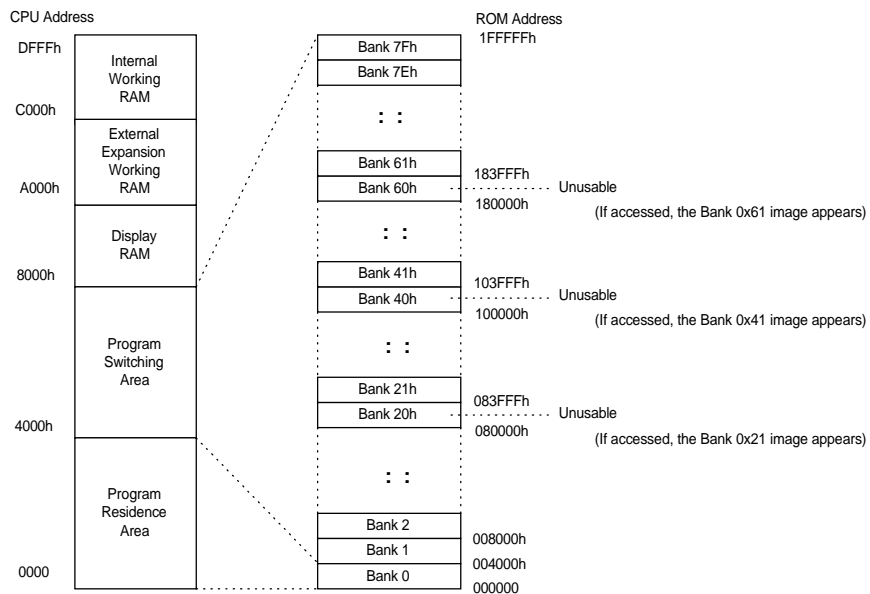 CPU Address
DFFFh
Internal
Working
RAM
C000h
External
Expansion
Working
RAM
A000h
Display
RAM
8000h
Program
Switching
Area
4000h
Program
Residence
Area
0000
ROM Address
1FFFFFh
Bank 7Fh
Bank 7Eh
: :
Bank 61h
183FFFh
Bank 60h
Unusable
180000h
(If accessed, the Bank 0x61 image appears)
: :
Bank 41h
103FFFh
Bank 40h
Unusable
100000h
(If accessed, the Bank 0x41 image appears)
: :
Bank 21h
083FFFh
Bank 20h
Unusable
080000h
(If accessed, the Bank 0x21 image appears)
: :
Bank 2
008000h
Bank 1
004000h
Bank 0
000000